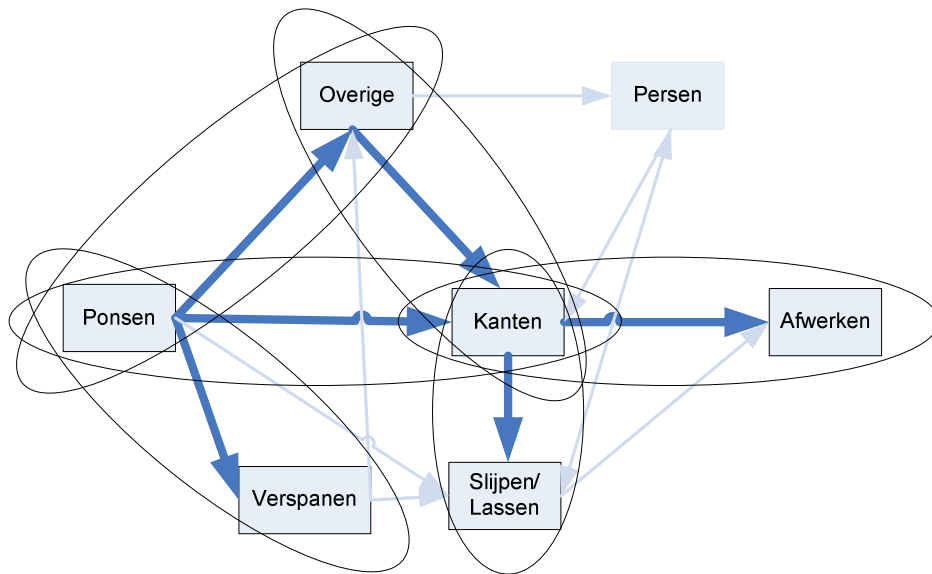 Overige
Persen
Ponsen
Kanten
Afwerken
Verspanen
Slijpen/
Lassen